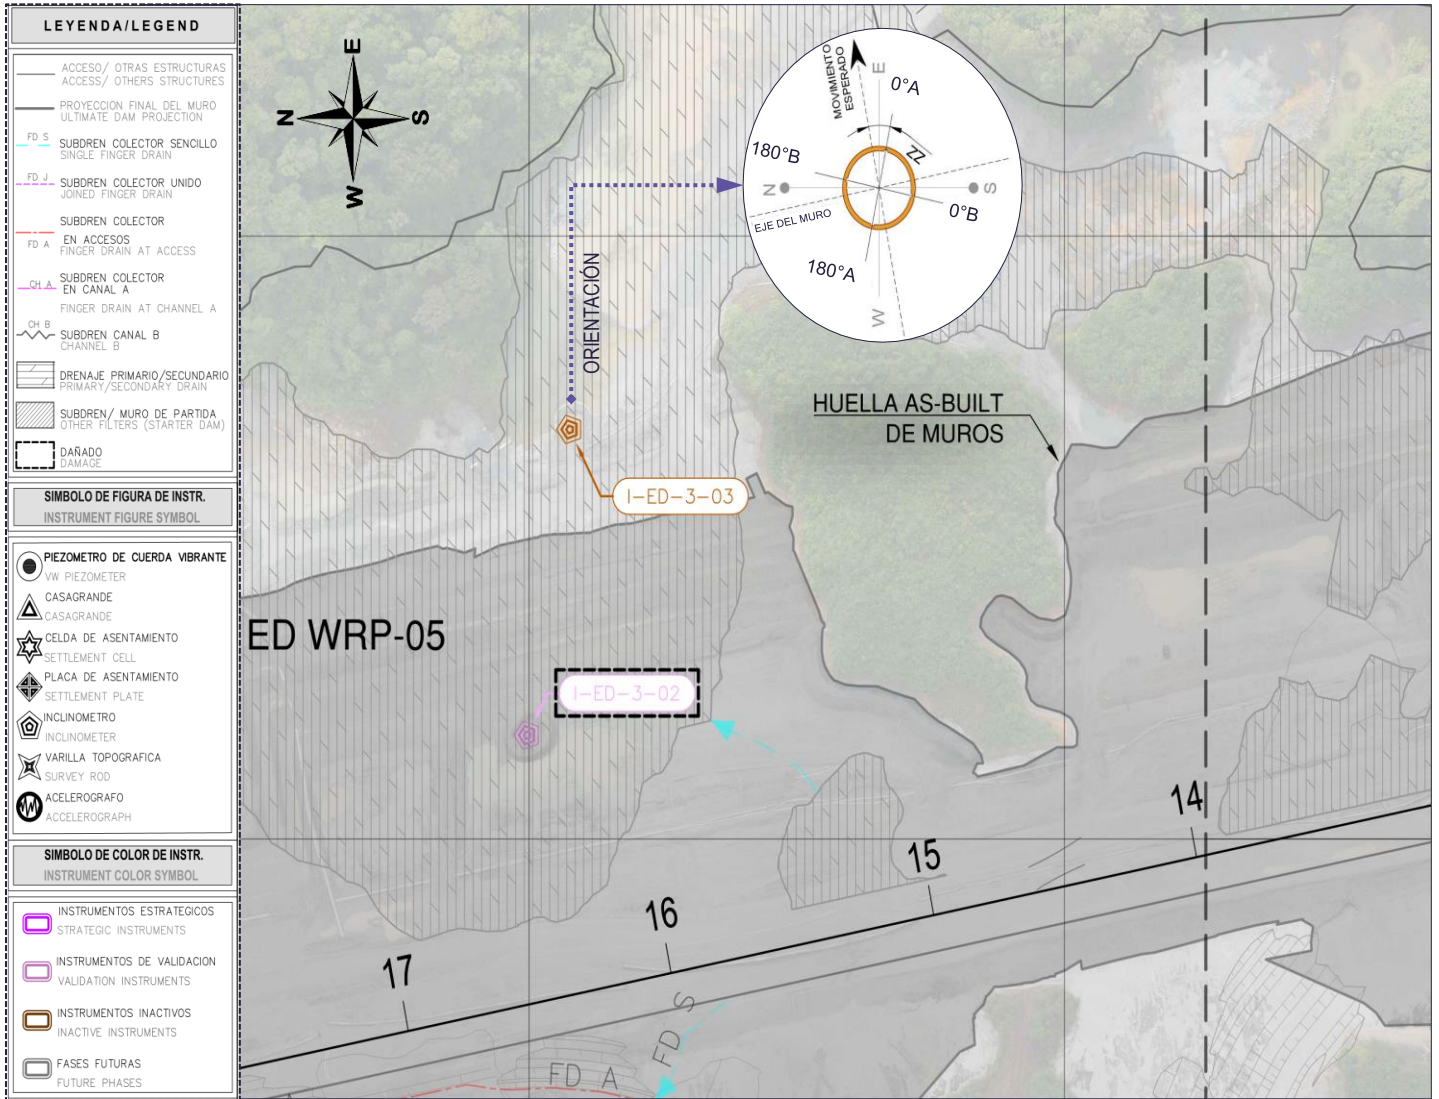 LEYENDA/LEGEND
ACCESO/ OTRAS ESTRUCTURAS
ACCESS/ OTHERS STRUCTURES
PROYECCION FINAL DEL MURO
ULTIMATE DAM PROJECTION
FD S
SUBDREN COLECTOR SENCILLO
SINGLE FINGER DRAIN
FD J
SUBDREN COLECTOR UNIDO
JOINED FINGER DRAIN
SUBDREN COLECTOR
EN ACCESOS
FD A
FINGER DRAIN AT ACCESS
SUBDREN COLECTOR
CH A
EN CANAL A
FINGER DRAIN AT CHANNEL A
CH B
SUBDREN CANAL B
CHANNEL B
DRENAJE PRIMARIO/SECUNDARIO
PRIMARY/SECONDARY DRAIN
SUBDREN/ MURO DE PARTIDA
OTHER FILTERS (STARTER DAM)
DAÑADO
DAMAGE
SIMBOLO DE FIGURA DE INSTR.
INSTRUMENT FIGURE SYMBOL
PIEZOMETRO DE CUERDA VIBRANTE
VW PIEZOMETER
CASAGRANDE
CASAGRANDE
CELDA DE ASENTAMIENTO
SETTLEMENT CELL
PLACA DE ASENTAMIENTO
SETTLEMENT PLATE
INCLINOMETRO
INCLINOMETER
VARILLA TOPOGRAFICA
SURVEY ROD
ACELEROGRAFO
ACCELEROGRAPH
SIMBOLO DE COLOR DE INSTR.
INSTRUMENT COLOR SYMBOL
INSTRUMENTOS ESTRATEGICOS
STRATEGIC INSTRUMENTS
INSTRUMENTOS DE VALIDACION
VALIDATION INSTRUMENTS
INSTRUMENTOS INACTIVOS
INACTIVE INSTRUMENTS
FASES FUTURAS
FUTURE PHASES
E
N
S
W
MOVIMIENTO
ESPERADO
E
0°A
ZZ
180°B
N
S
0°B
EJE DEL MURO
180°A
W
ORIENTACIÓN
HUELLA AS-BUILT
DE MUROS
I-ED-3-03
ED WRP-05
I-ED-3-02
14
15
16
17
FD S
FD A